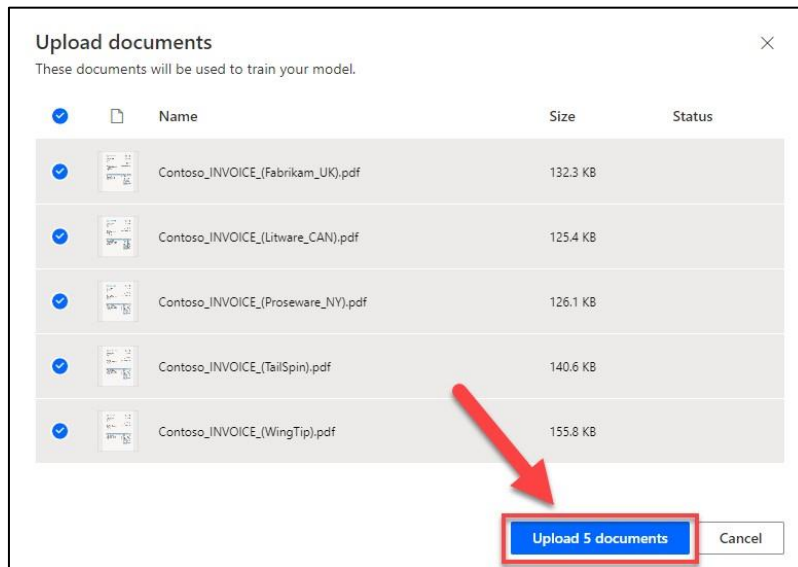 Upload documents
These documents will be used to train your model.
Name Size Status
Contoso_INVOICE_(Fabrikam_UK).pdf 132.3 KB
Contoso_INVOICE_(Litware_CAN).pdf 125.4 KB
Contoso_INVOICE_(Proseware_NY).pdf 126.1 KB
Contoso_INVOICE_(TailSpin).pdf 140.6 KB
Contoso_INVOICE_(WingTip).pdf 155.8 KB
Upload 5 documents Cancel